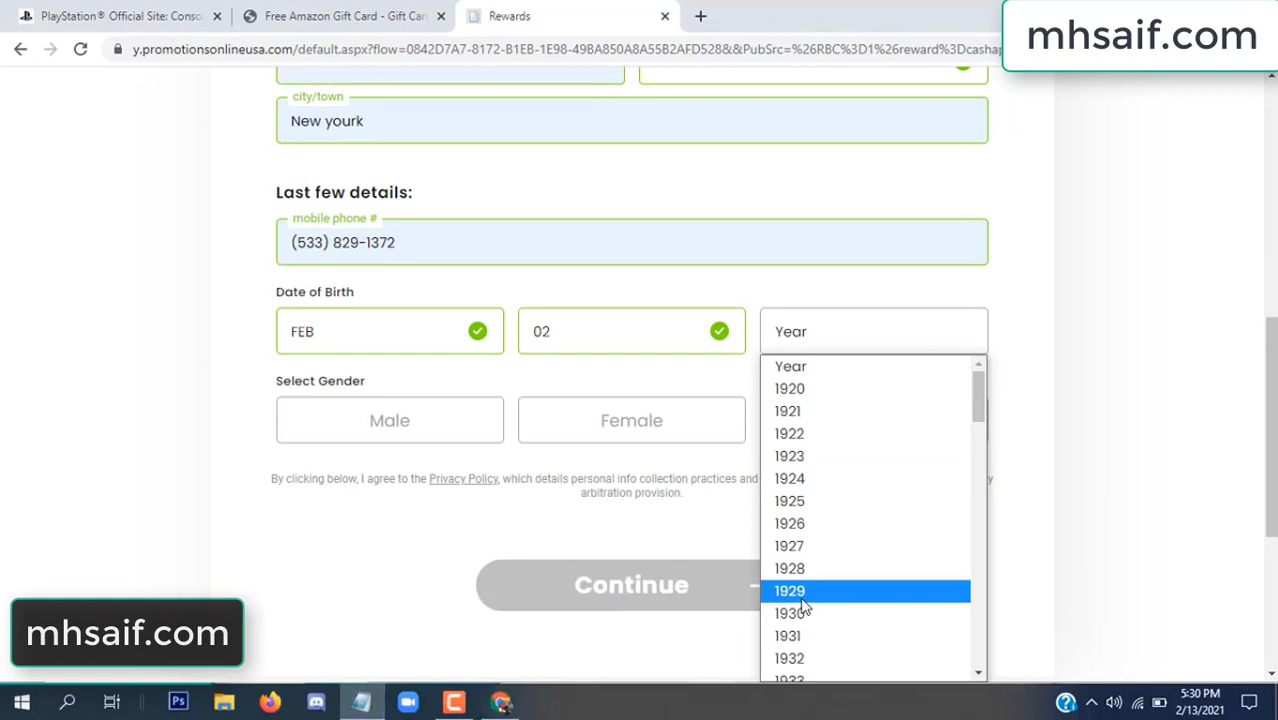 PlayStation® Official Site: Conso
Free Amazon Gift Card - Gift Car
Rewards
mhsaif.com
y.promotionsonlineusa.com/default.aspx?flow=0842D7A7-8172-B1EB-1E98-49BA850A8A55B2AFD528&&PubSrc=%26RBC%3D1%26reward%3Dcashap
city/town
New yourk
Last few details:
mobile phone #
(533) 829-1372
Date of Birth
FEB
02
Year
Select Gender
Male
Female
Year
1920
1921
1922
1923
1924
1925
1926
1927
1928
1929
1930
1931
1932
1933
By clicking below, I agree to the Privacy Policy, which details personal info collection practices and
y
arbitration provision.
Continue
mhsaif.com
Ps
5:30 PM
2/13/2021